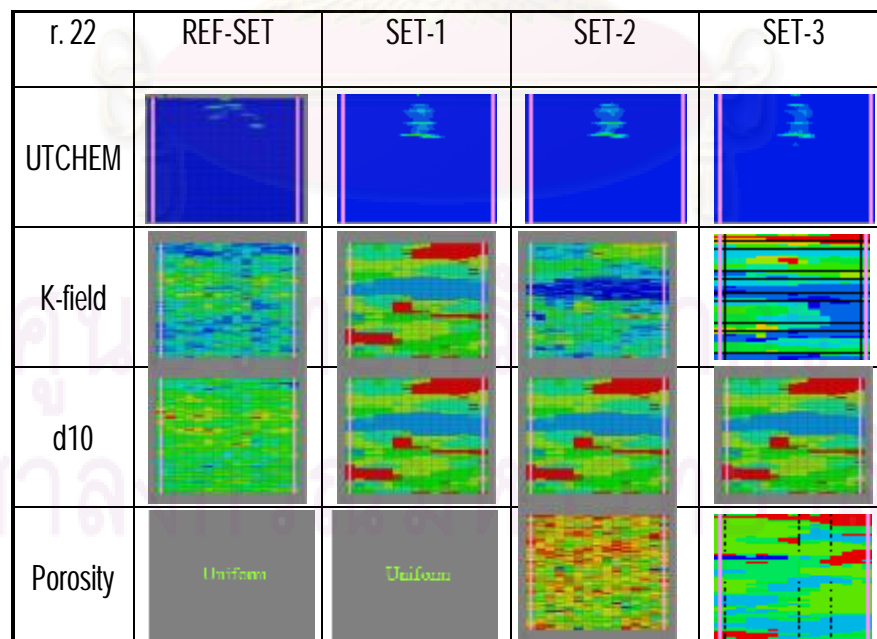 r. 22 REF-SET SET-1 SET-2 SET-3
UTCHEM
K-field
d10
Porosity Uniform Uniform